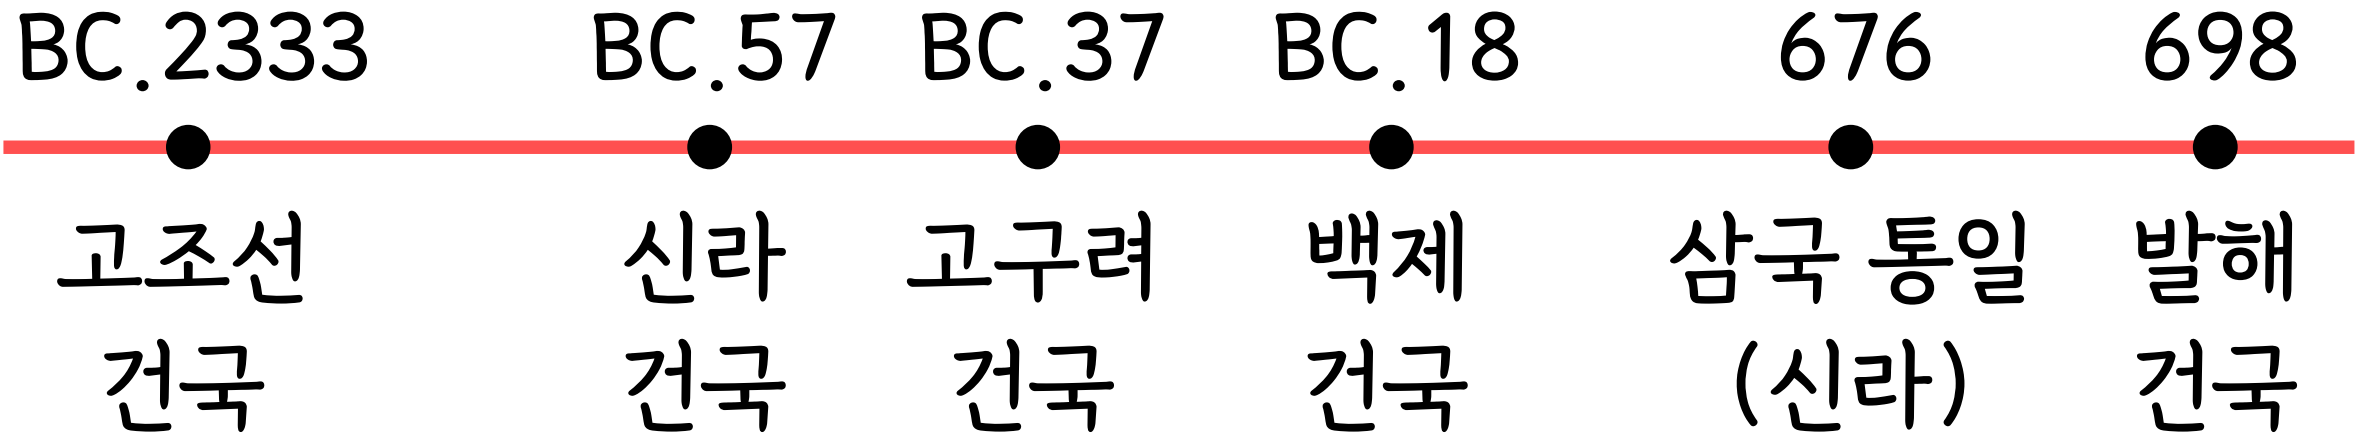 BC.2333 BC.57 BC.37 BC.18 676 698
고조선 신라 고구려 백제 삼국 통일 발해
건국 건국 건국 건국 (신라) 건국